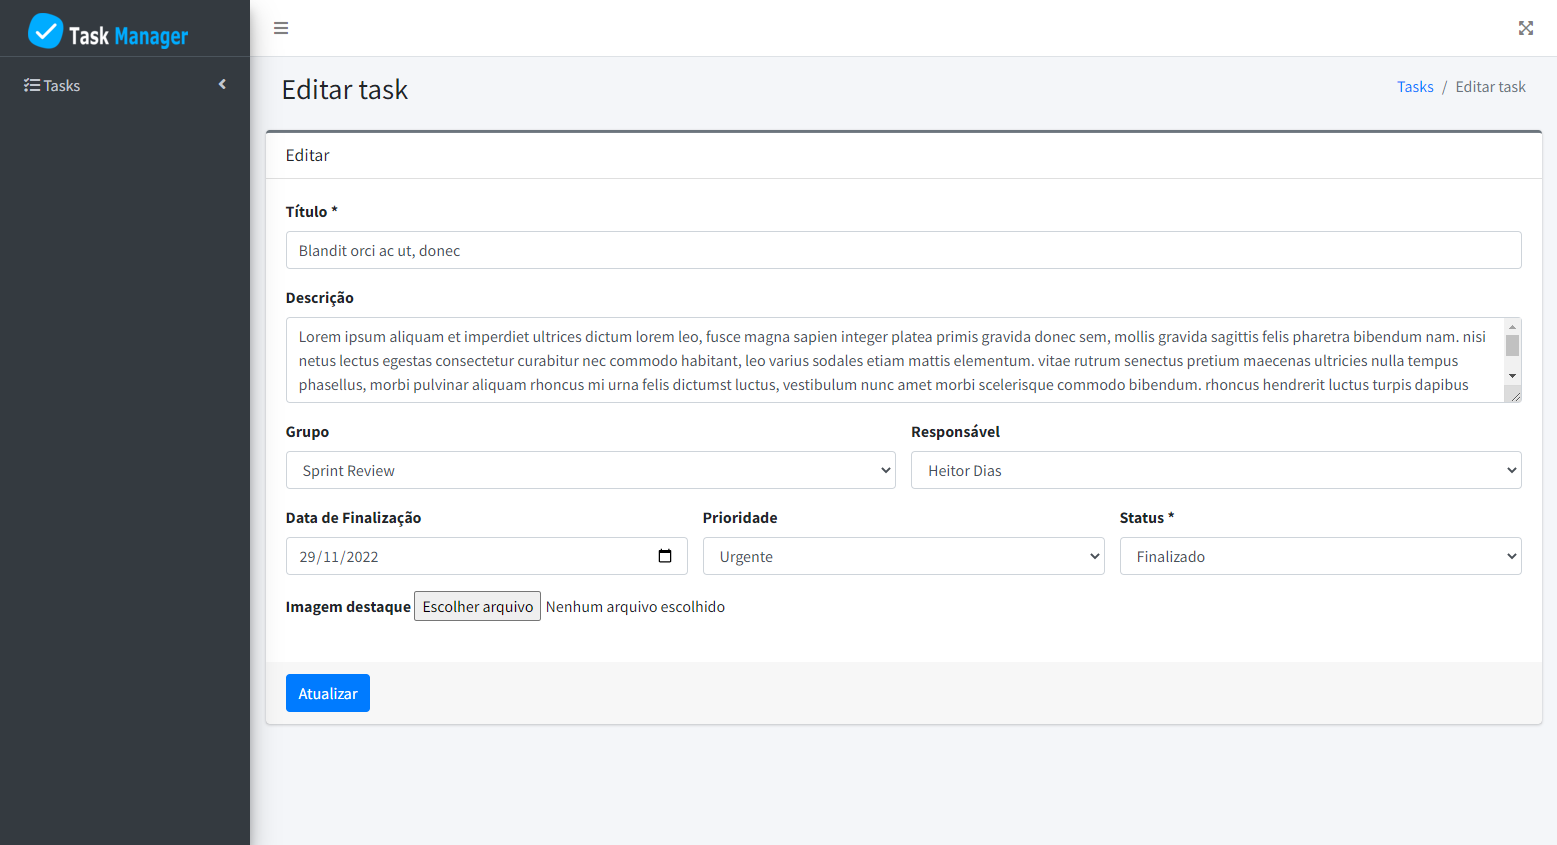 Task Manager
Tasks
Editar task
Tasks / Editar task
Editar
Título *
Blandit orci ac ut, donec
Descrição
Lorem ipsum aliquam et imperdiet ultrices dictum lorem leo, fusce magna sapien integer platea primis gravida donec sem, mollis gravida sagittis felis pharetra bibendum nam. nisi
netus lectus egestas consectetur curabitur nec commodo habitant, leo varius sodales etiam mattis elementum. vitae rutrum senectus pretium maecenas ultricies nulla tempus
phasellus, morbi pulvinar aliquam rhoncus mi urna felis dictumst luctus, vestibulum nunc amet morbi scelerisque commodo bibendum. rhoncus hendrerit luctus turpis dapibus
Grupo
Sprint Review
Responsável
Heitor Dias
Data de Finalização
29/11/2022
Prioridade
Urgente
Status *
Finalizado
Imagem destaque Escolher arquivo Nenhum arquivo escolhido
Atualizar